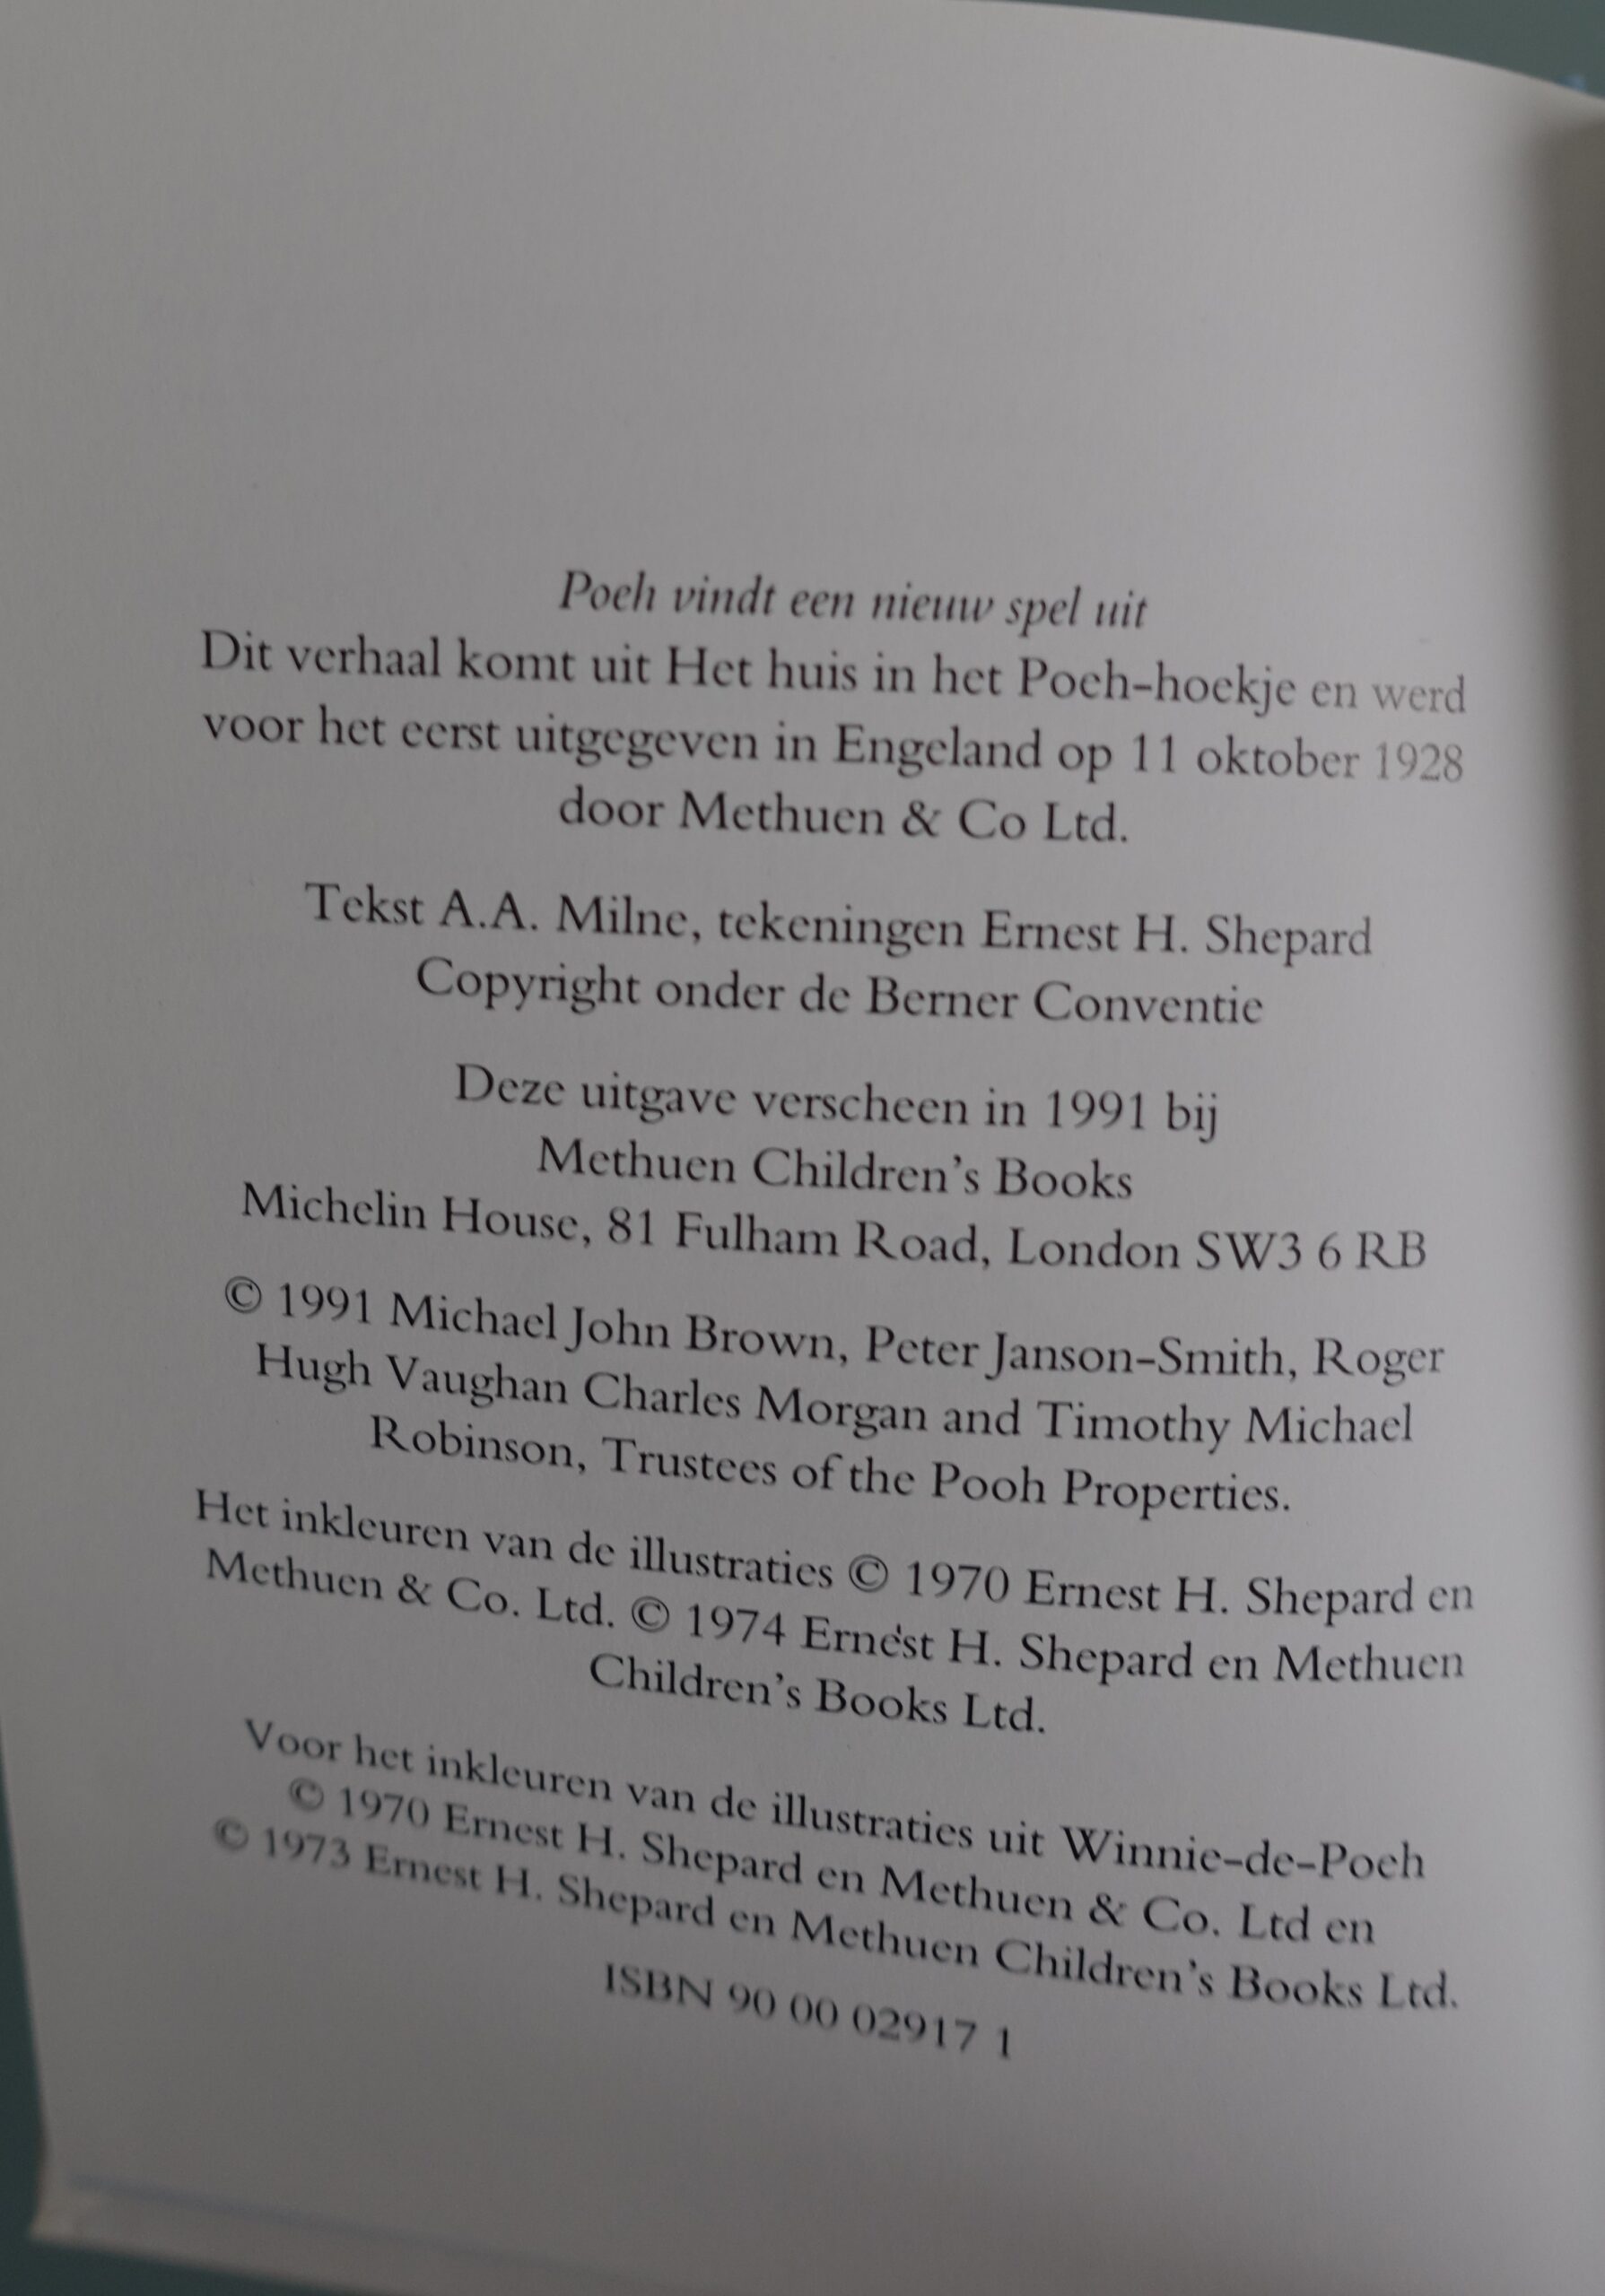 Poeh vindt een nieuw spel uit
Dit verhaal komt uit Het huis in het Poeh-hoekje en werd
voor het eerst uitgegeven in Engeland op 11 oktober 1928
door Methuen & Co Ltd.
Tekst A.A. Milne, tekeningen Ernest H. Shepard
Copyright onder de Berner Conventie
Deze uitgave verscheen in 1991 bij
Methuen Children's Books
Michelin House, 81 Fulham Road, London SW3 6 RB
© 1991 Michael John Brown, Peter Janson-Smith, Roger
Hugh Vaughan Charles Morgan and Timothy Michael
Robinson, Trustees of the Pooh Properties.
Het inkleuren van de illustraties © 1970 Ernest H. Shepard en
Methuen & Co. Ltd. © 1974 Ernest H. Shepard en Methuen
Children's Books Ltd.
Voor het inkleuren van de illustraties uit Winnie-de-Poeh
© 1970 Ernest H. Shepard en Methuen & Co. Ltd en
© 1973 Ernest H. Shepard en Methuen Children's Books Ltd.
ISBN 90 00 02917 1